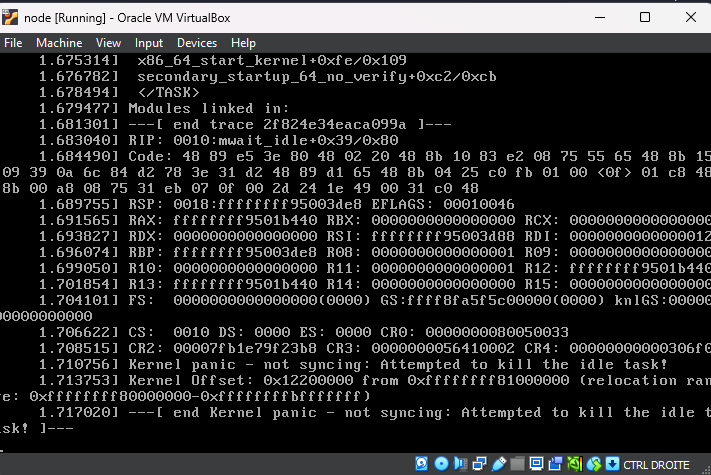 node [Running] - Oracle VM VirtualBox
File Machine View Input Devices Help
1.675314] x86_64_start_kernel+0xfe/0x109
1.676782] secondary_startup_64_no_verify+0xc2/0xcb
1.678494] </TASK>
1.679477] Modules linked in:
1.681301] ---[ end trace 2f824e34eaca099a ]---
1.683040] RIP: 0010:mwait_idle+0x39/0x80
1.684490] Code: 48 89 e5 3e 80 48 02 20 48 8b 10 83 e2 08 75 55 65 48 8b 15
09 39 0a 6c 84 d2 78 3e 31 d2 48 89 d1 65 48 8b 04 25 c0 fb 01 00 <0f> 01 c8 48
8b 00 a8 08 75 31 eb 07 0f 00 2d 24 1e 49 00 31 c0 48
1.689755] RSP: 0018:ffffffff95003de8 EFLAGS: 00010046
1.691565] RAX: ffffffff9501b440 RBX: 0000000000000000 RCX: 0000000000000000
1.693827] RDX: 0000000000000000 RSI: ffffffff95003d88 RDI: 0000000000000012
1.696074] RBP: ffffffff95003de8 R08: 0000000000000001 R09: 0000000000000000
1.699050] R10: 0000000000000000 R11: 0000000000000001 R12: ffffffff9501b440
1.701854] R13: ffffffff9501b440 R14: 0000000000000000 R15: 0000000000000000
1.704101] FS: 0000000000000000(0000) GS:ffff8fa5f5c00000(0000) knlGS:00000
00000000000
1.706622] CS: 0010 DS: 0000 ES: 0000 CR0: 0000000080050033
1.708515] CR2: 00007fb1e79f23b8 CR3: 0000000056410002 CR4: 00000000000306f0
1.710756] Kernel panic - not syncing: Attempted to kill the idle task!
1.713753] Kernel Offset: 0x12200000 from 0xffffffff81000000 (relocation ran
ge: 0xffffffff80000000-0xffffffffbfffffff)
1.717020] ---[ end Kernel panic - not syncing: Attempted to kill the idle t
ask! ]---
CTRL DROITE